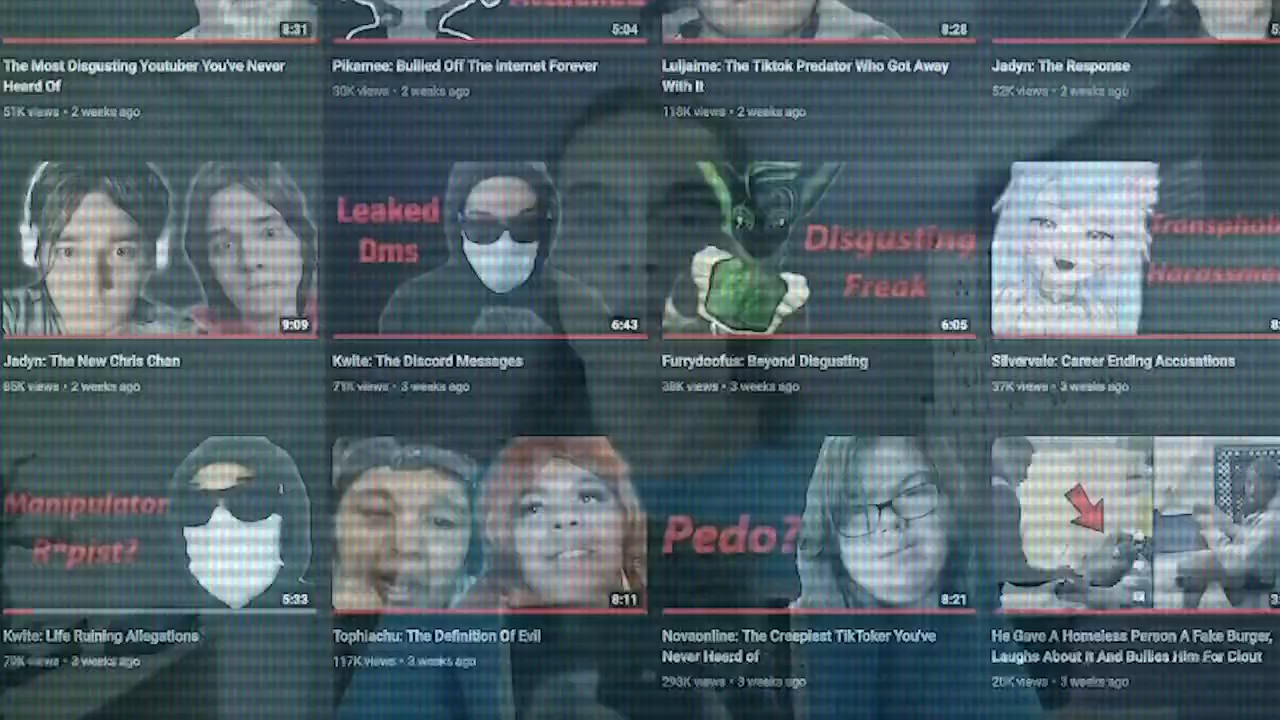 8:31
5:04
8:28
The Most Disgusting Youtuber You've Never
Heard Of
51K views • 2 weeks ago
Pikamee: Bullied Off The Internet Forever
2 weeks ago
Luljaime: The Tiktok Predator Who Got Away
With It
118K views • 2 weeks ago
Jadyn: The Response
52K views • 2 weeks ago
Leaked
Dms
Disgusting
Freak
9:09
6:43
6:05
Jadyn: The New Chris Chan
2 weeks ago
Kwite: The Discord Messages
71K views • 3 weeks ago
Furrydoofus: Beyond Disgusting
views • 3 weeks ago
Silvervale: Career Ending Accusations
37K views • 3 weeks ago
Manipulator
R*pist?
Pedo?
5:33
8:11
8:21
Kwite: Life Ruining Allegations
3 weeks ago
Tophiachu: The Definition Of Evil
117K views • 3 weeks ago
Novaonline: The Creepiest TikToker You've
Never Heard of
views • 3 weeks ago
He Gave A Homeless Person A Fake Burger,
Laughs About It And Bullies Him For Clout
views • 3 weeks ago